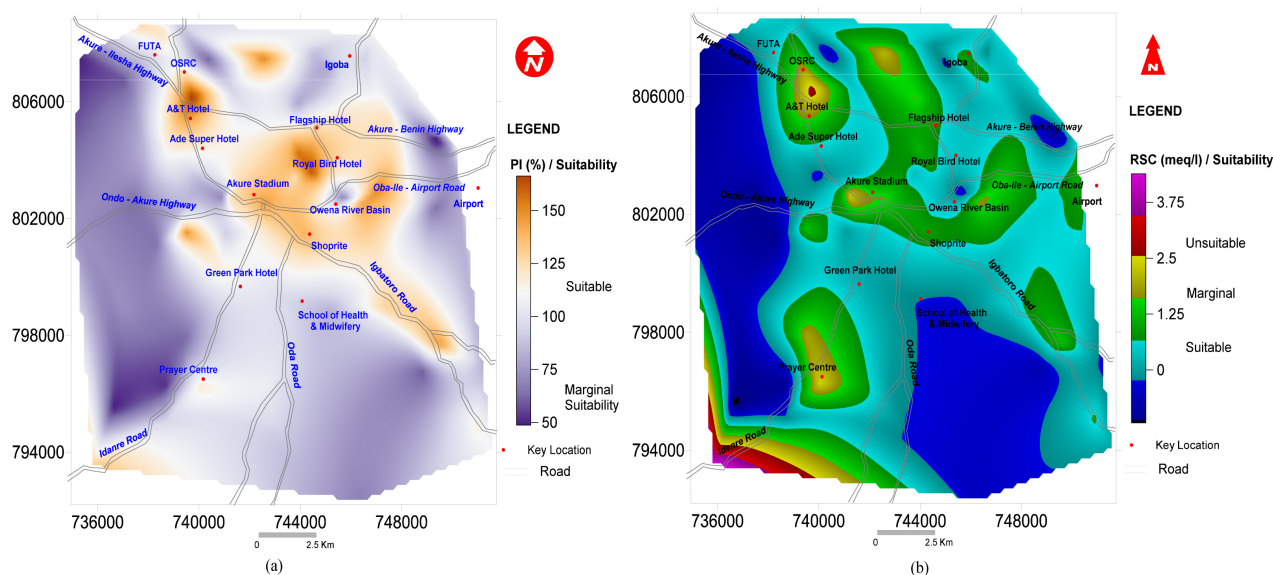 FUTA
Akure - Ilesha Highway
OSRC
Igoba
N
806000
A&T Hotel
Flagship Hotel
Akure - Benin Highway
Ade Super Hotel
LEGEND
PI (%) / Suitability
Royal Bird Hotel
Akure Stadium
Oba-Ile - Airport Road
Ondo - Akure Highway
Owena River Basin
Airport
802000
150
Shoprite
125
Green Park Hotel
Igbatoro Road
Suitable
School of Health
& Midwifery
100
798000
Oda Road
75
Prayer Centre
Marginal
Suitability
50
Idanre Road
794000
Key Location
Road
736000
740000
744000
748000
0
2.5 Km
(a)
FUTA
Akure - Ilesha Highway
OSRC
Igoba
N
806000
A&T Hotel
Flagship Hotel
Akure - Benin Highway
LEGEND
Ade Super Hotel
Royal Bird Hotel
RSC (meq/l) / Suitability
Akure Stadium
Oba-Ile - Airport Road
Ondo - Akure Highway
Owena River Basin
Airport
802000
3.75
Shoprite
Unsuitable
Green Park Hotel
Igbatoro Road
2.5
Marginal
School of Health
& Midwifery
1.25
798000
Oda Road
Suitable
Prayer Centre
0
Idanre Road
794000
Key Location
Road
736000
740000
744000
748000
0
2.5 Km
(b)